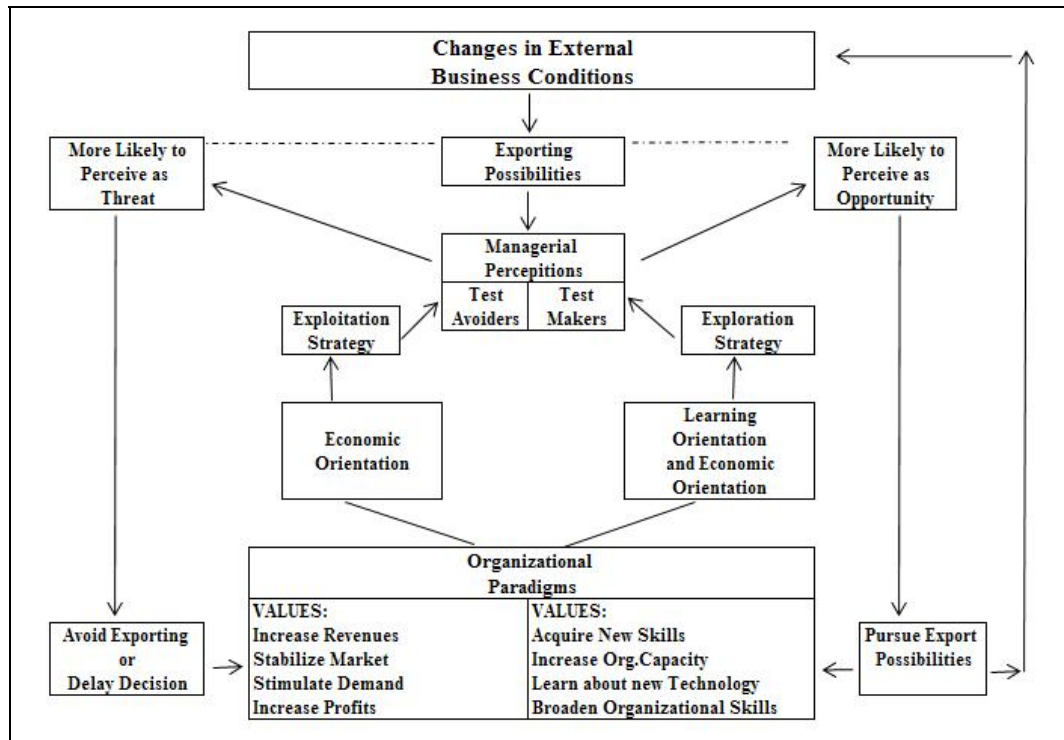 Changes in External
Business Conditions
More Likely to
Perceive as
Threat
Exporting
Possibilities
More Likely to
Perceive as
Opportunity
Managerial
Percepitions
Test
Avoiders
Test
Makers
Exploitation
Strategy
Exploration
Strategy
Economic
Orientation
Learning
Orientation
and Economic
Orientation
Organizational
Paradigms
VALUES:
Increase Revenues
Stabilize Market
Stimulate Demand
Increase Profits
VALUES:
Acquire New Skills
Increase Org.Capacity
Learn about new Technology
Broaden Organizational Skills
Avoid Exporting
or
Delay Decision
Pursue Export
Possibilities